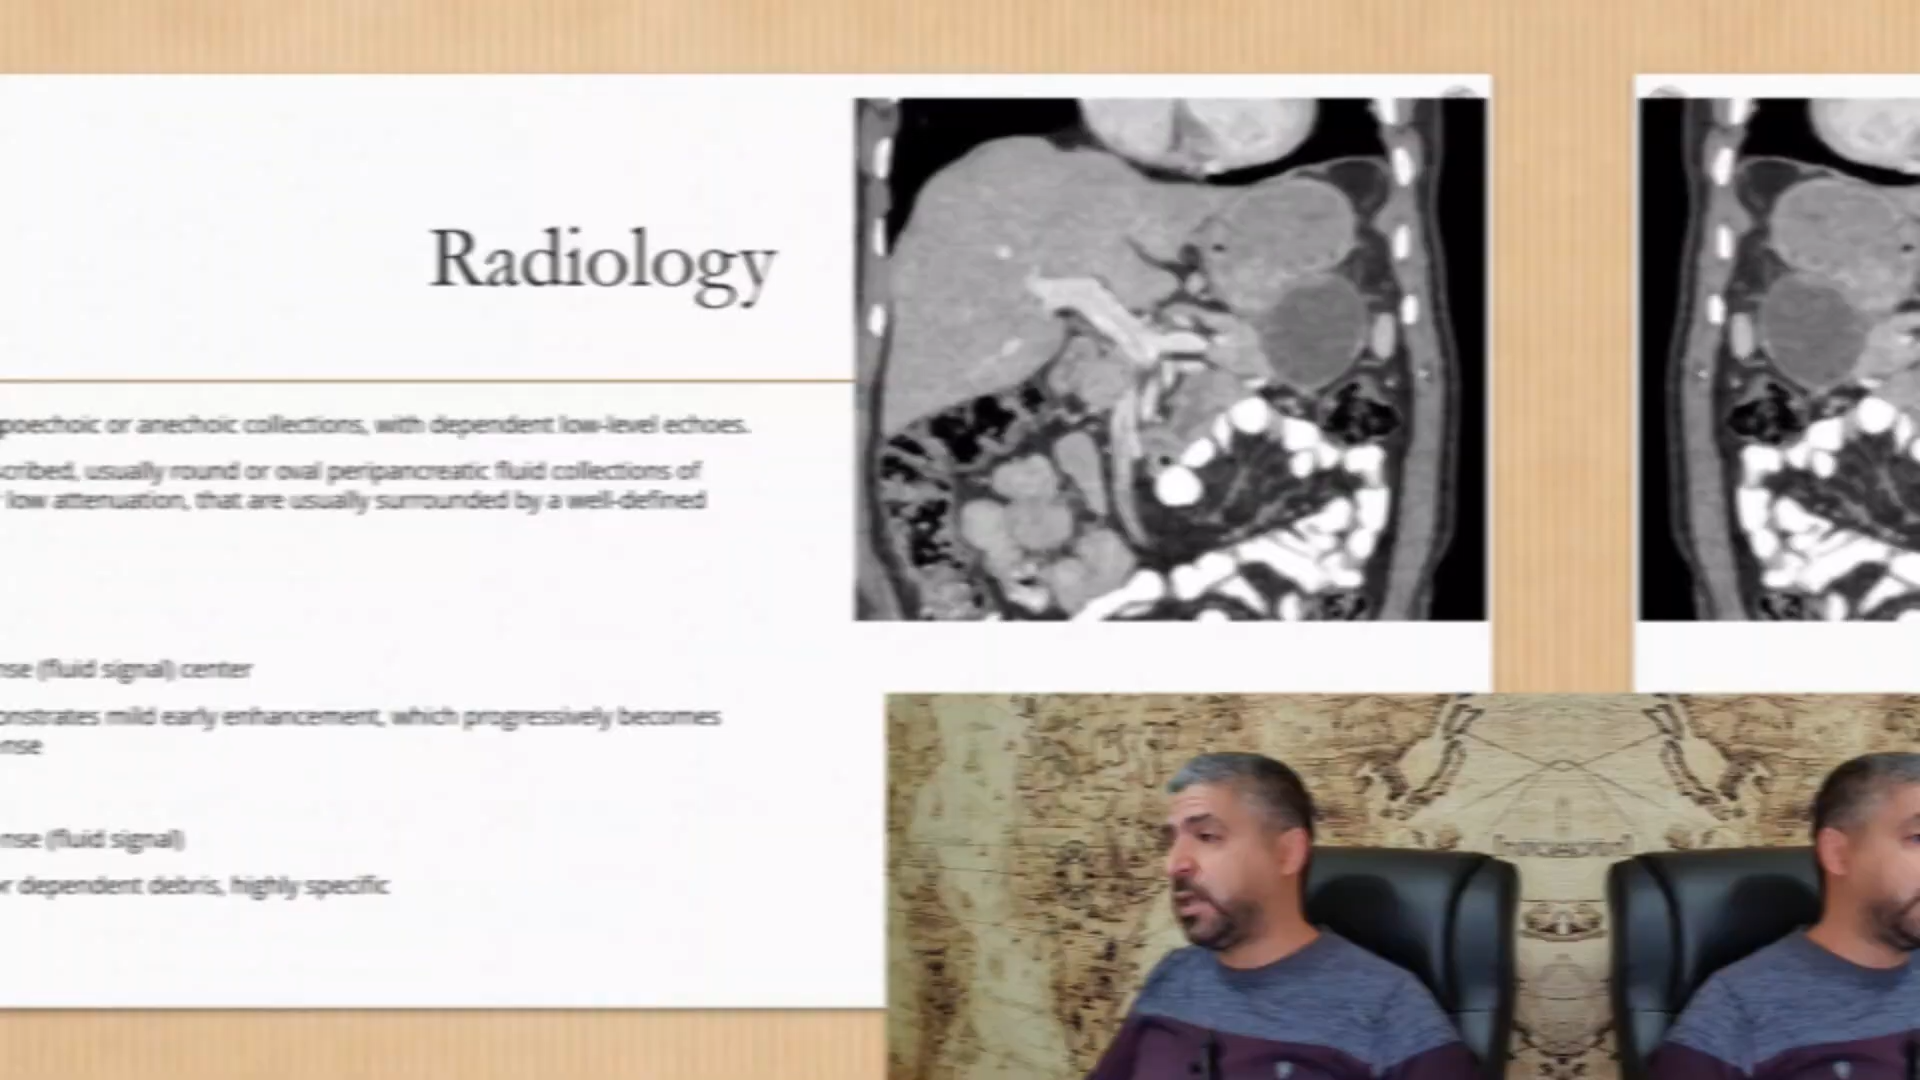 Radiology
poechoic or anechoic collections, with dependent low-level echoes.
scribed, usually round or oval peripancreatic fluid collections of
low attenuation, that are usually surrounded by a well-defined
nse (fluid signal) center
onstrates mild early enhancement, which progressively becomes
nse
nse (fluid signal)
or dependent debris, highly specific